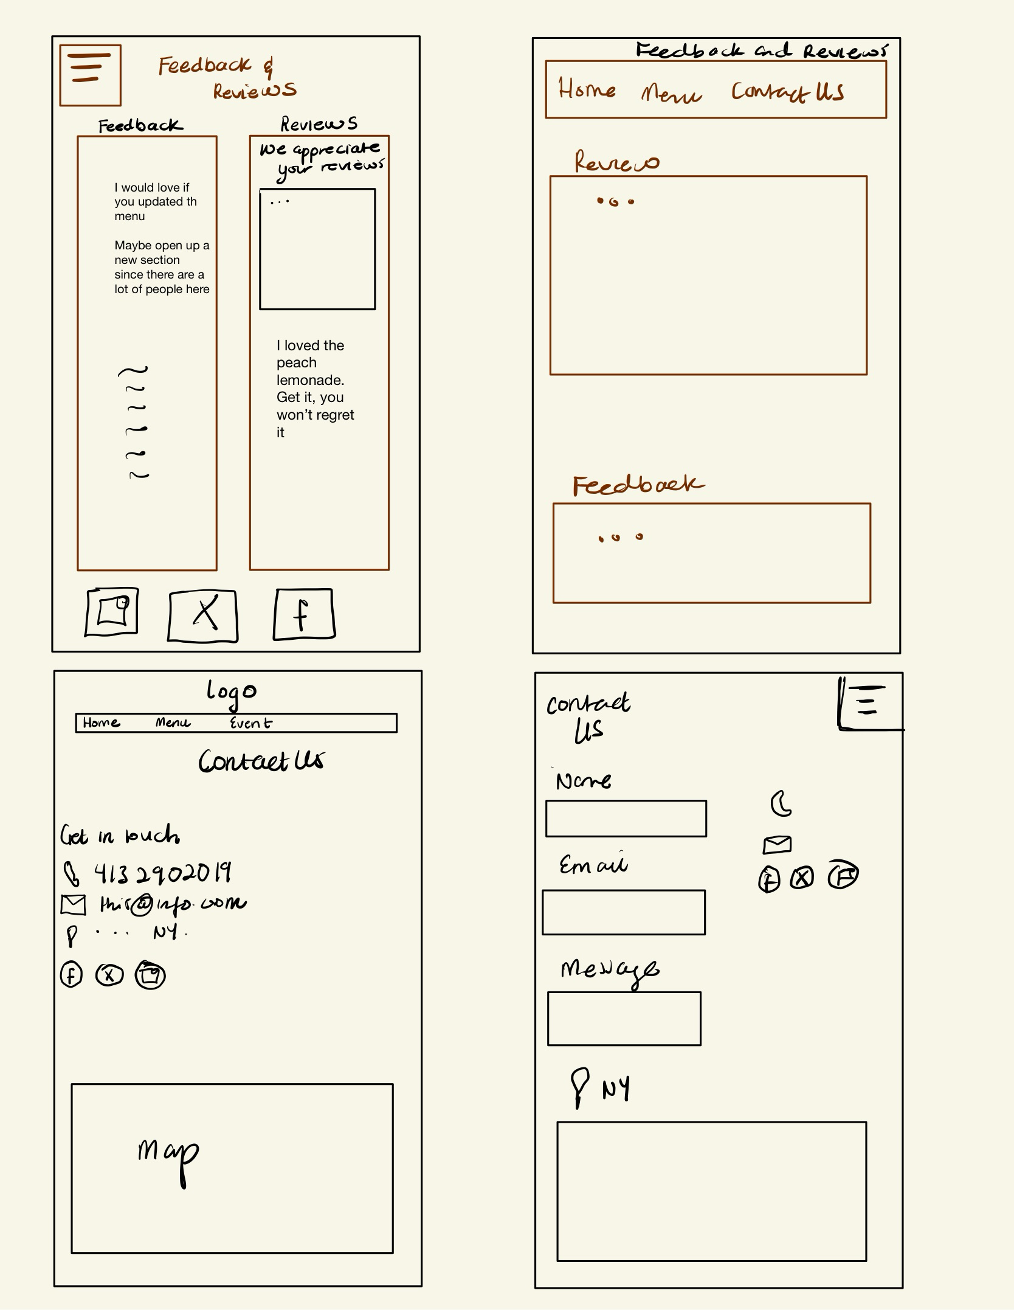 Feedback &
Reviews
Feedback
I would love if
you updated th
menu
Maybe open up a
new section
since there are a
lot of people here
Reviews
We appreciate
your reviews
...
I loved the
peach
lemonade.
Get it, you
won't regret
it
X
f
Feedback and Reviews
Home Menu Contact Us
Review
...
Feedback
...
Logo
Home Menu Event
Contact Us
Get in touch
413 2902019
this@info.com
... NY.
f X
Map
Contact
Us
Name
Email
f X F
Message
NY